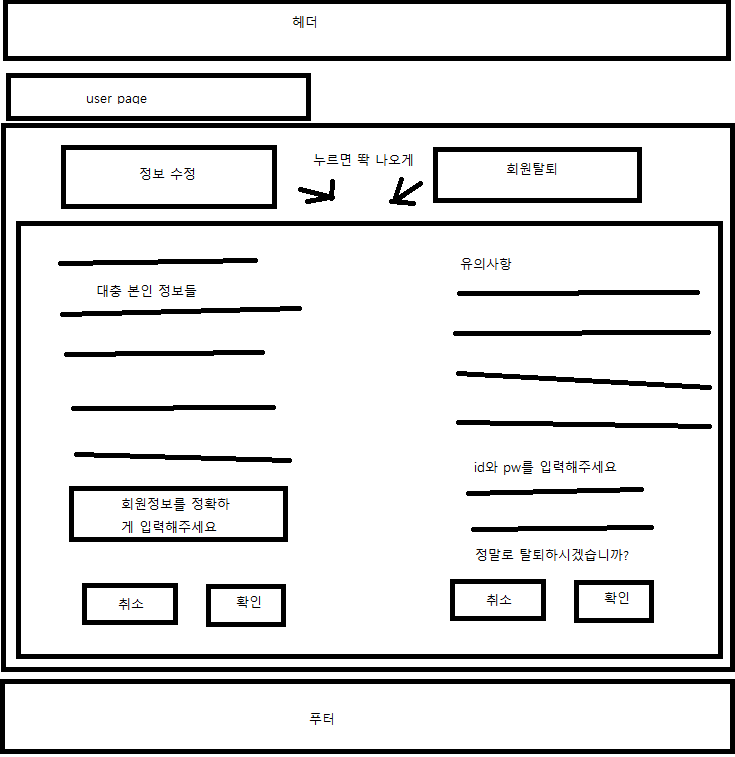 헤더
user page
정보 수정
누르면 딱 나오게
회원탈퇴
대충 본인 정보들
유의사항
회원정보를 정확하
게 입력해주세요
취소
확인
id와 pw를 입력해주세요
정말로 탈퇴하시겠습니까?
취소
확인
푸터